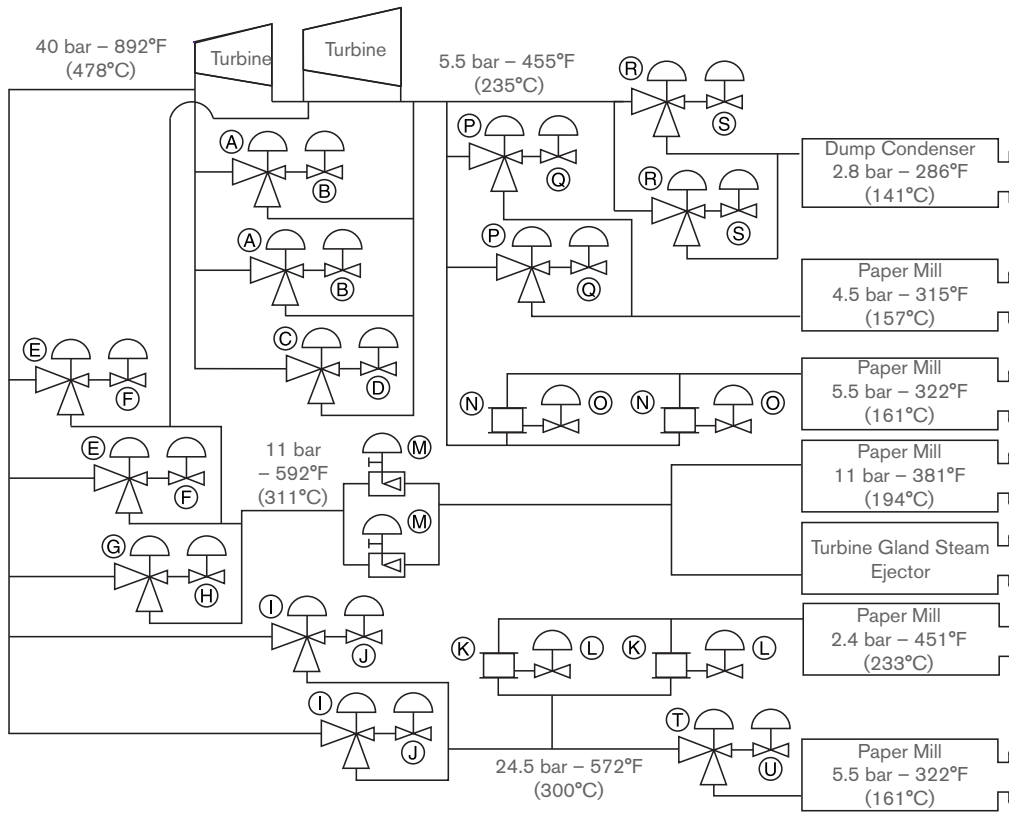 40 bar – 892°F
(478°C)
Turbine
Turbine
5.5 bar – 455°F
(235°C)
R
S
A
B
P
Q
Dump Condenser
2.8 bar – 286°F
(141°C)
R
S
A
B
P
Q
Paper Mill
4.5 bar – 315°F
(157°C)
C
D
E
F
N
O
N
O
Paper Mill
5.5 bar – 322°F
(161°C)
E
F
11 bar
– 592°F
(311°C)
M
M
Paper Mill
11 bar – 381°F
(194°C)
G
H
Turbine Gland Steam
Ejector
I
J
K
L
K
L
Paper Mill
2.4 bar – 451°F
(233°C)
I
J
24.5 bar – 572°F
(300°C)
T
U
Paper Mill
5.5 bar – 322°F
(161°C)